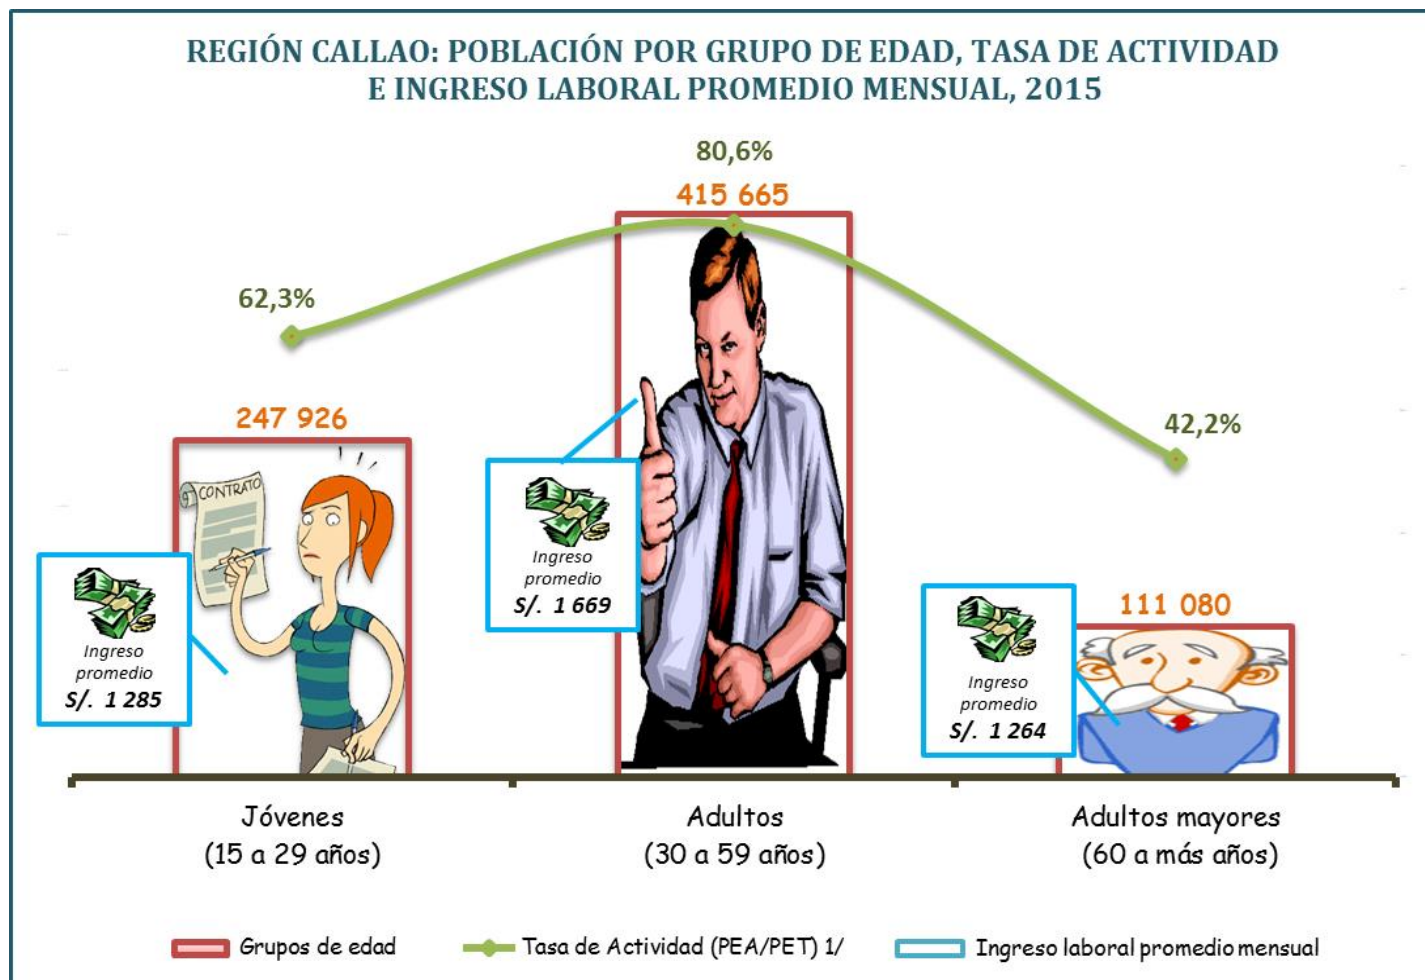 REGIÓN CALLAO: POBLACIÓN POR GRUPO DE EDAD, TASA DE ACTIVIDAD
E INGRESO LABORAL PROMEDIO MENSUAL, 2015
80,6%
415 665
62,3%
247 926
CONTRATO
Ingreso
promedio
S/. 1 285
Ingreso
promedio
S/. 1 669
42,2%
111 080
Ingreso
promedio
S/. 1 264
Jóvenes
(15 a 29 años)
Adultos
(30 a 59 años)
Adultos mayores
(60 a más años)
Grupos de edad
Tasa de Actividad (PEA/PET) 1/
Ingreso laboral promedio mensual